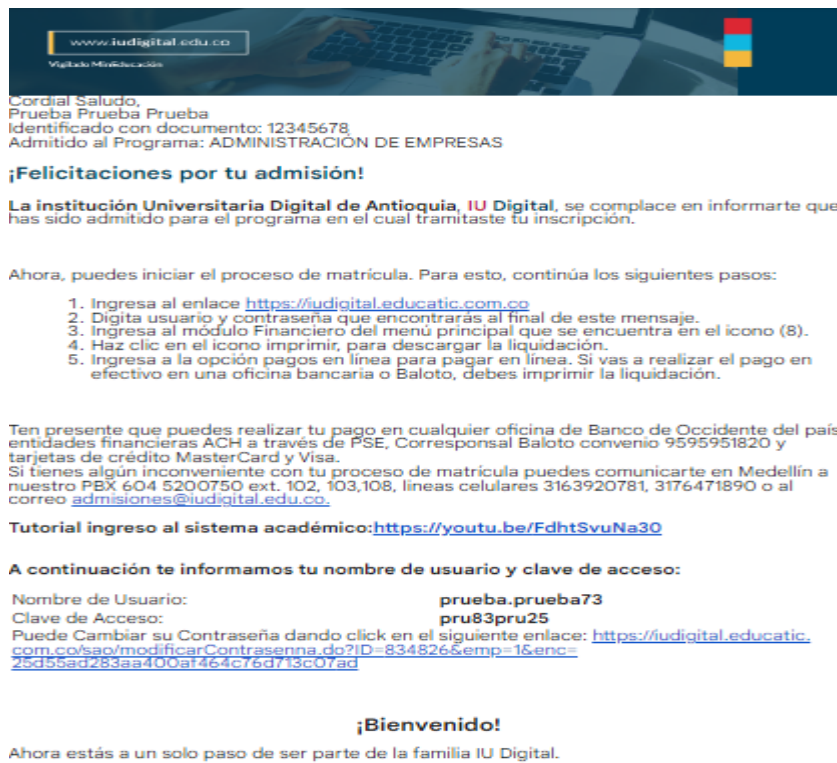 www.iudigital.edu.co
Vigilado MinEducación
Cordial Saludo,
Prueba Prueba Prueba
Identificado con documento: 12345678
Admitido al Programa: ADMINISTRACIÓN DE EMPRESAS
¡Felicitaciones por tu admisión!
La institución Universitaria Digital de Antioquia, IU Digital, se complace en informarte que
has sido admitido para el programa en el cual tramitaste tu inscripción.
Ahora, puedes iniciar el proceso de matrícula. Para esto, continúa los siguientes pasos:
1. Ingresa al enlace https://iudigital.educatic.com.co
2. Digita usuario y contraseña que encontrarás al final de este mensaje.
3. Ingresa al módulo Financiero del menú principal que se encuentra en el icono (8).
4. Haz clic en el icono imprimir, para descargar la liquidación.
5. Ingresa a la opción pagos en línea para pagar en línea. Si vas a realizar el pago en
efectivo en una oficina bancaria o Baloto, debes imprimir la liquidación.
Ten presente que puedes realizar tu pago en cualquier oficina de Banco de Occidente del país
entidades financieras ACH a través de PSE, Corresponsal Baloto convenio 9595951820 y
tarjetas de crédito MasterCard y Visa.
Si tienes algún inconveniente con tu proceso de matrícula puedes comunicarte en Medellín a
nuestro PBX 604 5200750 ext. 102, 103,108, lineas celulares 3163920781, 3176471890 o al
correo admisiones@iudigital.edu.co.
Tutorial ingreso al sistema académico:https://youtu.be/FdhtSvuNa30
A continuación te informamos tu nombre de usuario y clave de acceso:
Nombre de Usuario: prueba.prueba73
Clave de Acceso: pru83pru25
Puede Cambiar su Contraseña dando click en el siguiente enlace: https://iudigital.educatic.
com.co/sao/modificarContrasenna.do?ID=834826&emp=1&enc=
25d55ad283aa400af464c76d713c07ad
¡Bienvenido!
Ahora estás a un solo paso de ser parte de la familia IU Digital.